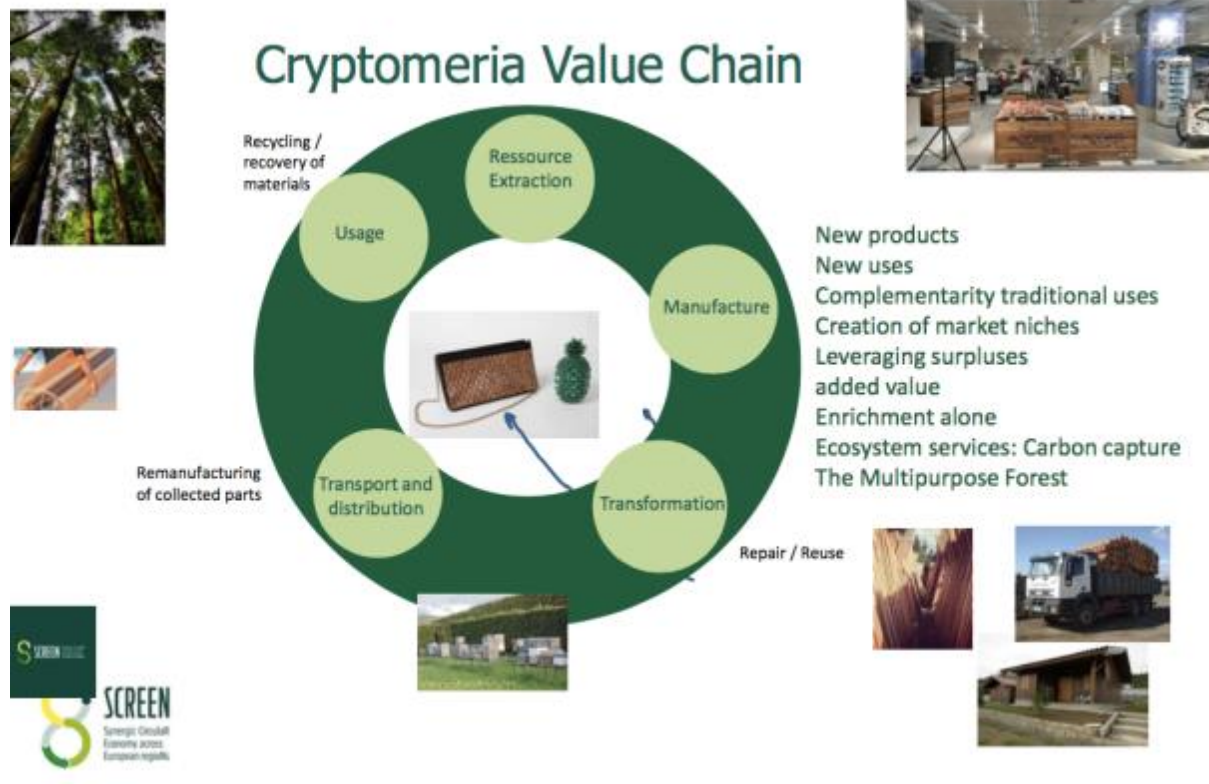 Cryptomeria Value Chain
Recycling /
recovery of
materials
Ressource
Extraction
Usage
Manufacture
New products
New uses
Complementarity traditional uses
Creation of market niches
Leveraging surpluses
added value
Enrichment alone
Ecosystem services: Carbon capture
The Multipurpose Forest
Remanufacturing
of collected parts
Transport and
distribution
Transformation
Repair / Reuse
SCREEN
SCREEN
Synergic Circular
Economy across
European regions